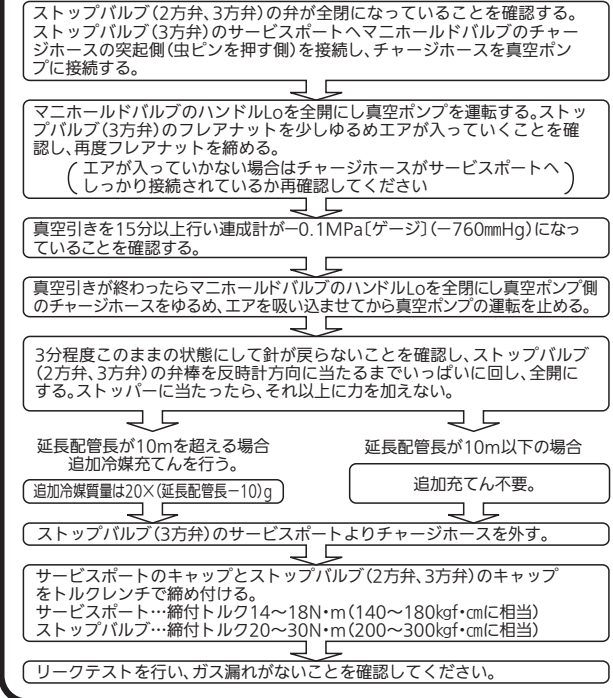 ストップバルブ(2方弁、3方弁)の弁が全閉になっていることを確認する。
ストップバルブ(3方弁)のサービスポートへマニホールドバルブのチャー
ジホースの突起側(虫ピンを押す側)を接続し、チャージホースを真空ポン
プに接続する。
マニホールドバルブのハンドルLoを全開にし真空ポンプを運転する。ストッ
プバルブ(3方弁)のフレアナットを少しゆるめエアが入っていくことを確
認し、再度フレアナットを締める。
(エアが入っていかない場合はチャージホースがサービスポートへ
しっかり接続されているか再確認してください)
真空引きを15分以上行い連成計が−0.1MPa〔ゲージ〕(−760mmHg)になっ
ていることを確認する。
真空引きが終わったらマニホールドバルブのハンドルLoを全閉にし真空ポンプ側
のチャージホースをゆるめ、エアを吸い込ませてから真空ポンプの運転を止める。
3分程度このままの状態にして針が戻らないことを確認し、ストップバルブ
(2方弁、3方弁)の弁棒を反時計方向に当たるまでいっぱいに回し、全開に
する。ストッパーに当たったら、それ以上に力を加えない。
延長配管長が10mを超える場合
追加冷媒充てんを行う。
追加冷媒質量は20×(延長配管長−10)g
延長配管長が10m以下の場合
追加充てん不要。
ストップバルブ(3方弁)のサービスポートよりチャージホースを外す。
サービスポートのキャップとストップバルブ(2方弁、3方弁)のキャップ
をトルクレンチで締め付ける。
サービスポート…締付トルク14〜18N・m(140〜180kgf・cmに相当)
ストップバルブ…締付トルク20〜30N・m(200〜300kgf・cmに相当)
リークテストを行い、ガス漏れがないことを確認してください。